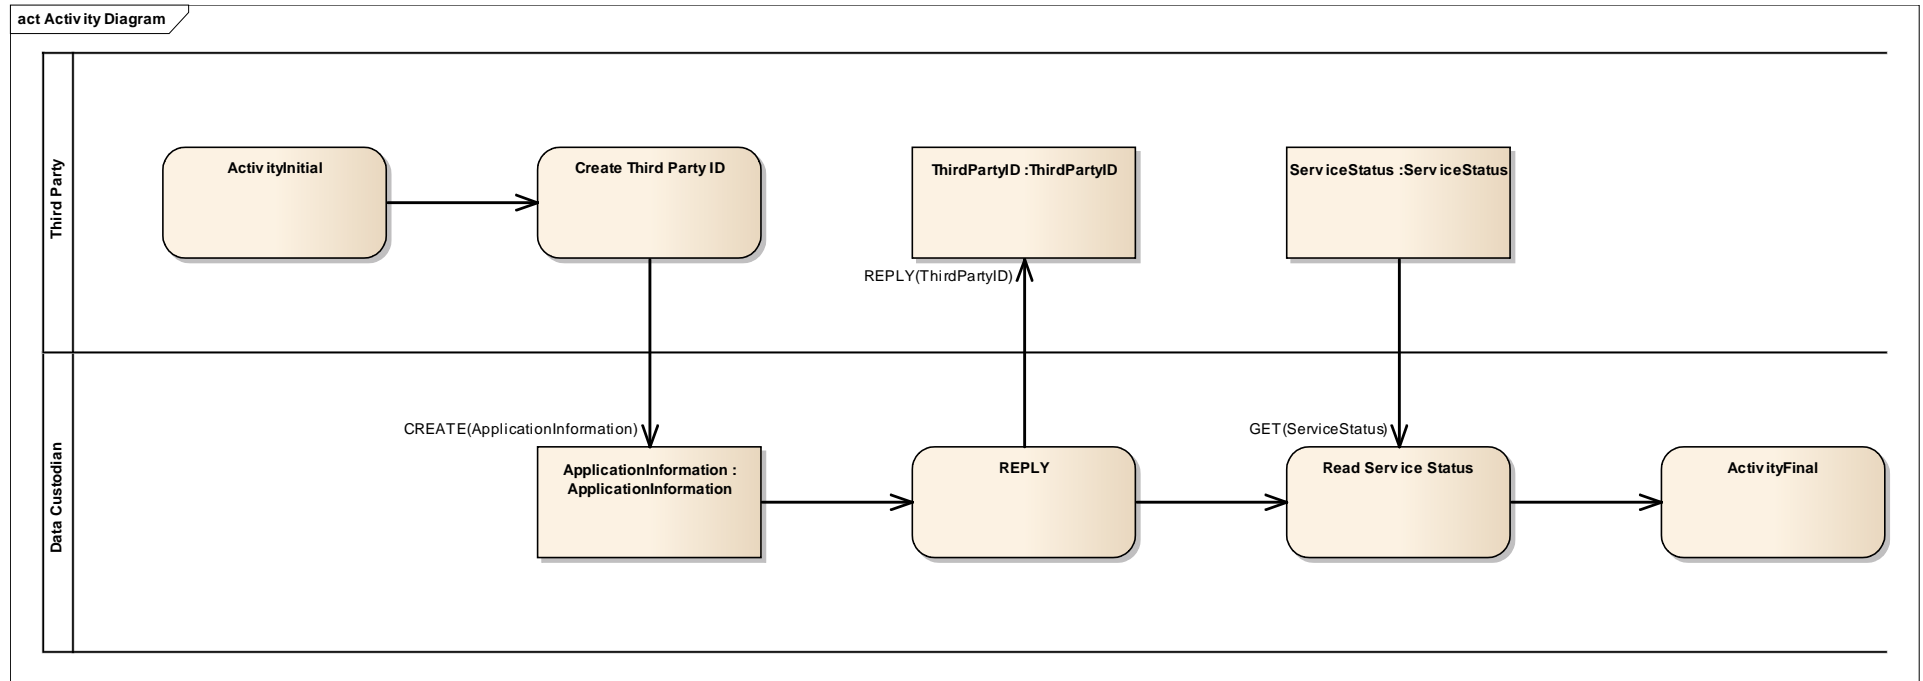 act Activity Diagram
Third Party
ActivityInitial
Create Third Party ID
ThirdPartyID :ThirdPartyID
ServiceStatus :ServiceStatus
REPLY(ThirdPartyID)
Data Custodian
CREATE(ApplicationInformation)
GET(ServiceStatus)
ApplicationInformation :
ApplicationInformation
REPLY
Read Service Status
ActivityFinal